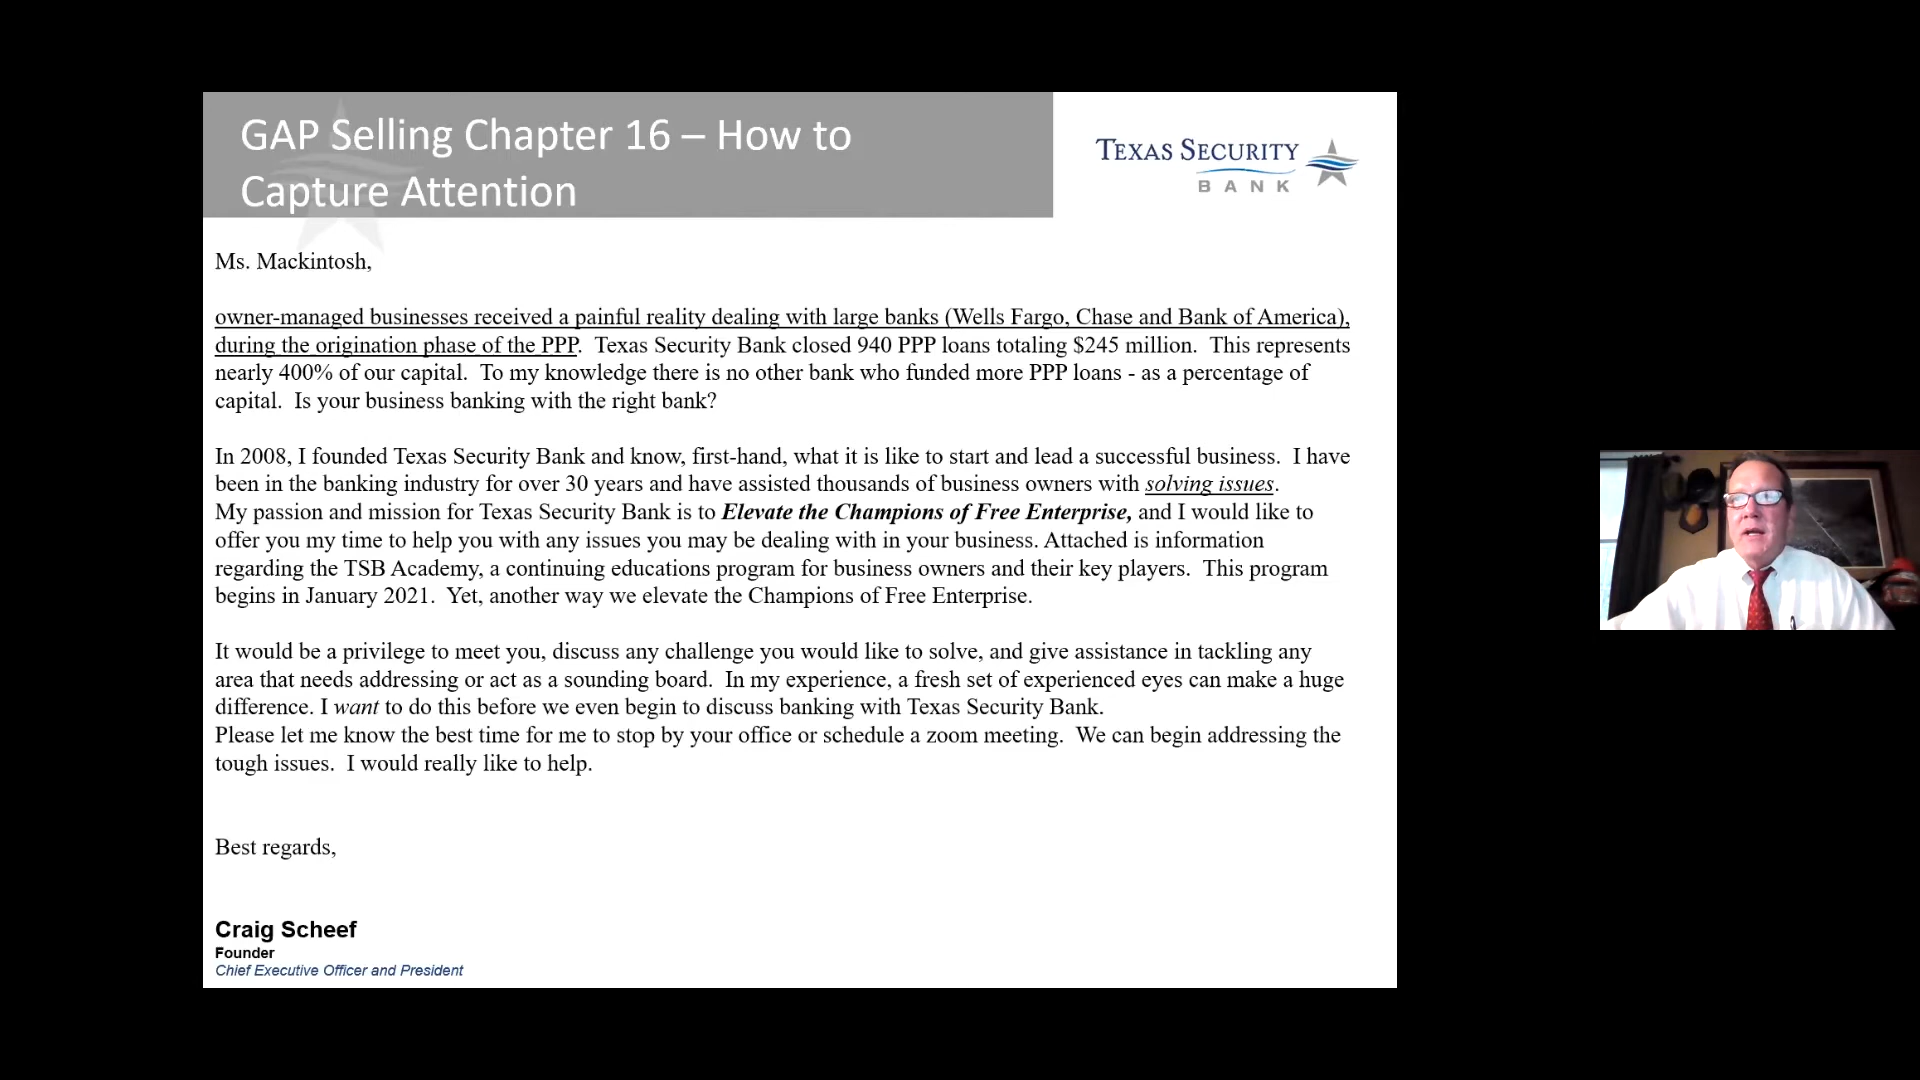 GAP Selling Chapter 16 – How to
Capture Attention
TEXAS SECURITY
BANK
Ms. Mackintosh,
owner-managed businesses received a painful reality dealing with large banks (Wells Fargo, Chase and Bank of America),
during the origination phase of the PPP.  Texas Security Bank closed 940 PPP loans totaling $245 million.  This represents
nearly 400% of our capital.  To my knowledge there is no other bank who funded more PPP loans - as a percentage of
capital.  Is your business banking with the right bank?
In 2008, I founded Texas Security Bank and know, first-hand, what it is like to start and lead a successful business.  I have
been in the banking industry for over 30 years and have assisted thousands of business owners with solving issues.
My passion and mission for Texas Security Bank is to Elevate the Champions of Free Enterprise, and I would like to
offer you my time to help you with any issues you may be dealing with in your business. Attached is information
regarding the TSB Academy, a continuing educations program for business owners and their key players.  This program
begins in January 2021.  Yet, another way we elevate the Champions of Free Enterprise.
It would be a privilege to meet you, discuss any challenge you would like to solve, and give assistance in tackling any
area that needs addressing or act as a sounding board.  In my experience, a fresh set of experienced eyes can make a huge
difference. I want to do this before we even begin to discuss banking with Texas Security Bank.
Please let me know the best time for me to stop by your office or schedule a zoom meeting.  We can begin addressing the
tough issues.  I would really like to help.
Best regards,
Craig Scheef
Founder
Chief Executive Officer and President